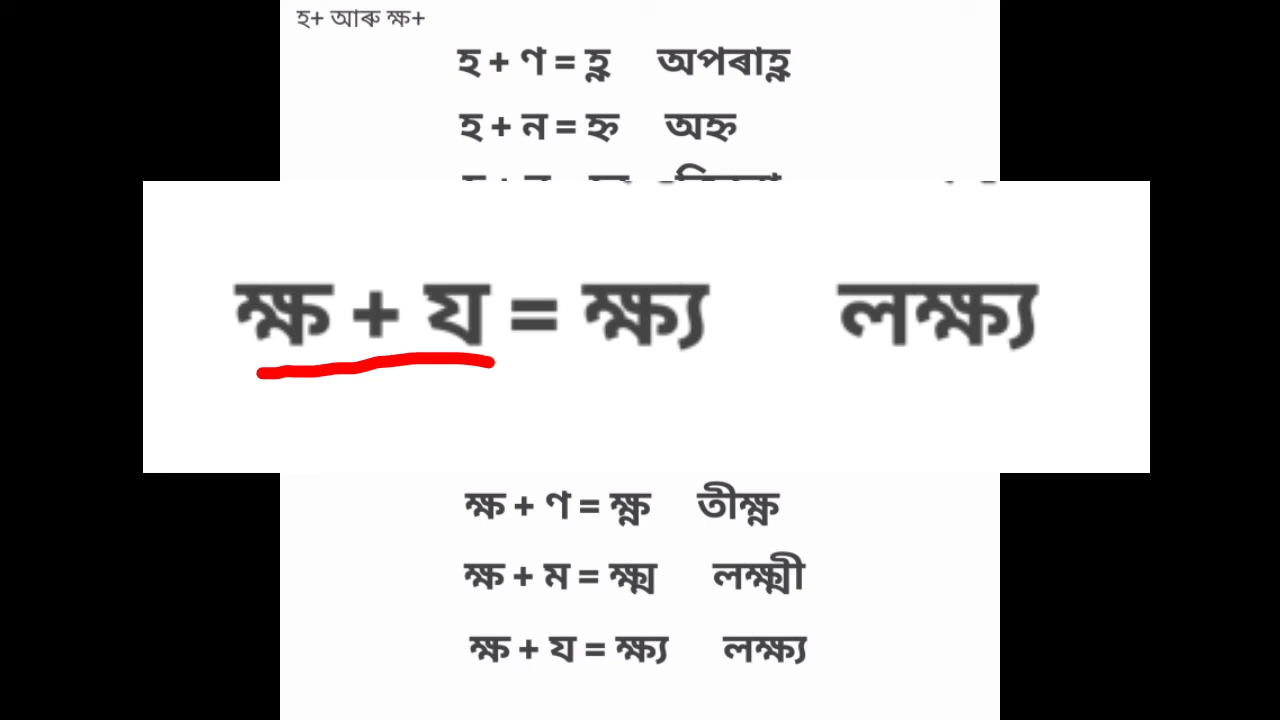 হ+ আৰু ক্ষ+
হ + ণ = হ্ণ অপৰাহ্ণ
হ + ন = হ্ন অহ্ন
ক্ষ + য = ক্ষ্য লক্ষ্য
ক্ষ + ণ = ক্ষ্ণ তীক্ষ্ণ
ক্ষ + ম = ক্ষ্ম লক্ষ্মী
ক্ষ + য = ক্ষ্য লক্ষ্য